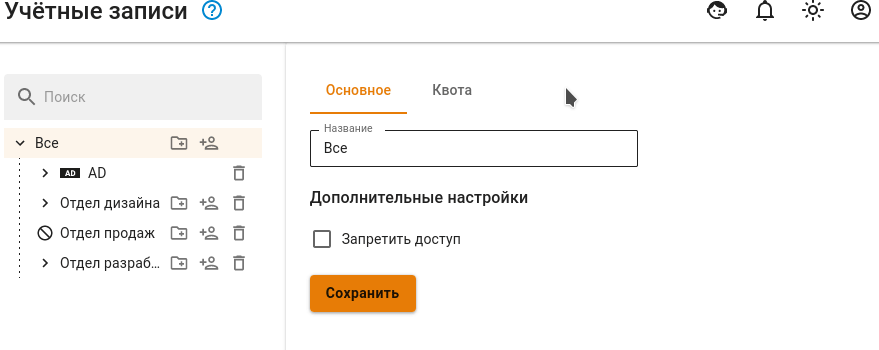 Учётные записи
Поиск
Все
AD AD
Отдел дизайна
Отдел продаж
Отдел разраб...
Основное Квота
Название
Все
Дополнительные настройки
Запретить доступ
Сохранить